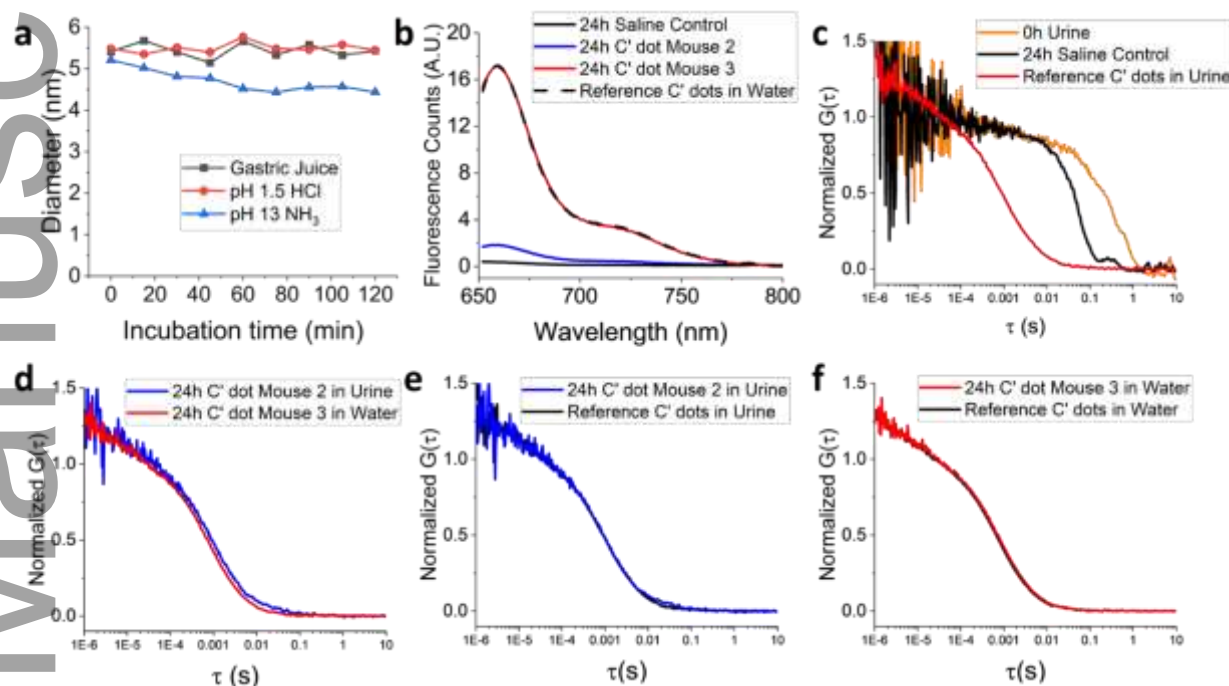 Manusc
a
Diameter (nm)
6
5
4
3
2
1
0
Gastric Juice
pH 1.5 HCl
pH 13 NH3
0 20 40 60 80 100 120
Incubation time (min)
b
Fluorescence Counts (A.U.)
20
16
12
8
4
0
24h Saline Control
24h C' dot Mouse 2
24h C' dot Mouse 3
Reference C' dots in Water
650 700 750 800
Wavelength (nm)
c
Normalized G(τ)
1.5
1.0
0.5
0.0
0h Urine
24h Saline Control
Reference C' dots in Urine
1E-6 1E-5 1E-4 0.001 0.01 0.1 1 10
τ (s)
d
Normalized G(τ)
1.5
1.0
0.5
0.0
24h C' dot Mouse 2 in Urine
24h C' dot Mouse 3 in Water
1E-6 1E-5 1E-4 0.001 0.01 0.1 1 10
τ (s)
e
Normalized G(τ)
1.5
1.0
0.5
0.0
24h C' dot Mouse 2 in Urine
Reference C' dots in Urine
1E-6 1E-5 1E-4 0.001 0.01 0.1 1 10
τ(s)
f
Normalized G(τ)
1.5
1.0
0.5
0.0
24h C' dot Mouse 3 in Water
Reference C' dots in Water
1E-6 1E-5 1E-4 0.001 0.01 0.1 1 10
τ(s)